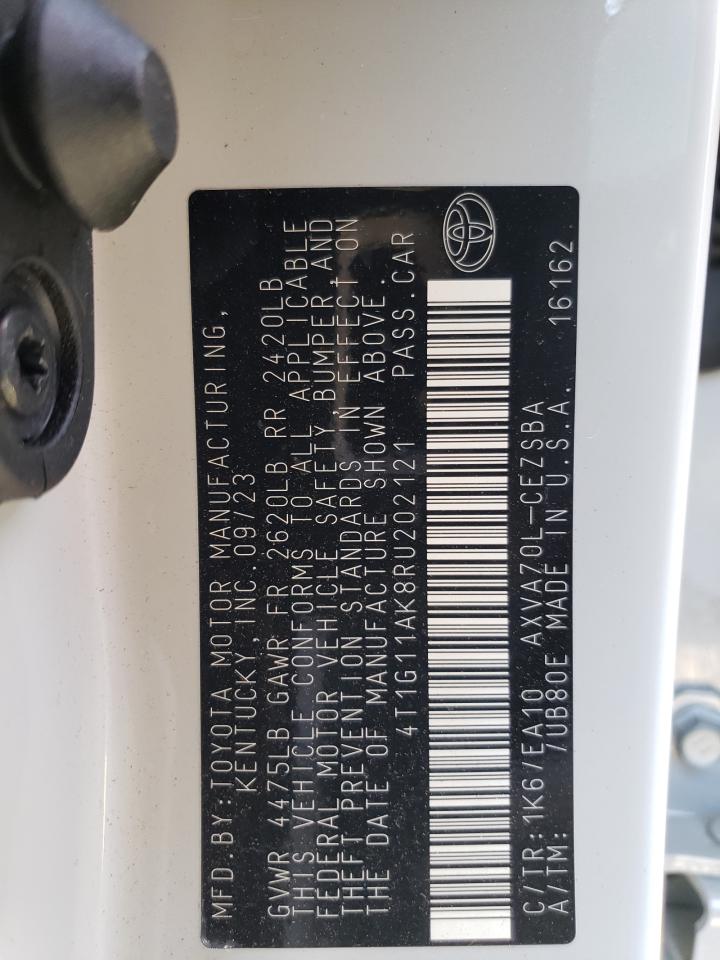 MFD.BY:TOYOTA MOTOR MANUFACTURING,
KENTUCKY, INC. 09/23
GVWR 4475LB GAWR FR 2620LB RR 2420LB
THIS VEHICLE CONFORMS TO ALL APPLICABLE
FEDERAL MOTOR VEHICLE SAFETY, BUMPER, AND
THEFT PREVENTION STANDARDS IN EFFECT ON
THE DATE OF MANUFACTURE SHOWN ABOVE.
4T1G11AK8RU202121 PASS.CAR
C/TR:1K6/EA10 AXVA70L-CEZSBA
A/TM: /UB80E MADE IN U.S.A. 16162